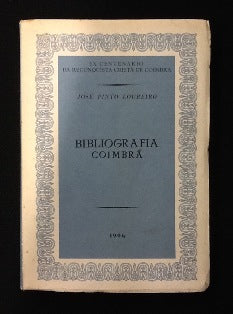 IX CENTENÁRIO
DA RECONQUISTA CRISTÃ DE COIMBRA
JOSÉ PINTO LOUREIRO
BIBLIOGRAFIA
COIMBRÃ
1964